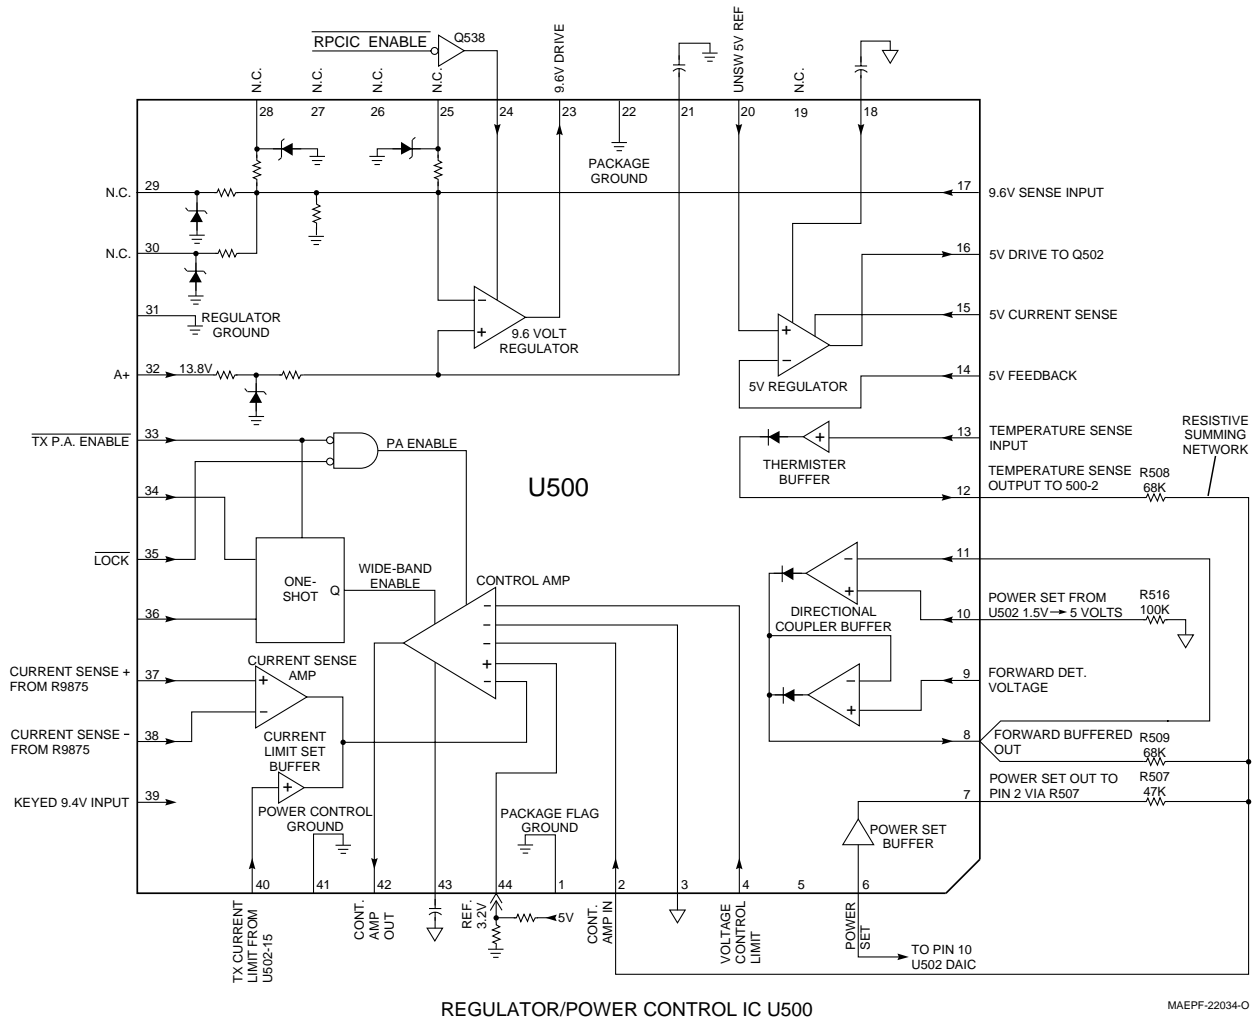 RPCIC ENABLE
Q538
9.6V DRIVE
UNSW 5V REF
N.C.
N.C.
N.C.
N.C.
N.C.
28
27
26
25
24
23
22
21
20
19
18
PACKAGE
GROUND
N.C.
29
17
9.6V SENSE INPUT
N.C.
30
16
5V DRIVE TO Q502
31
REGULATOR
GROUND
15
5V CURRENT SENSE
−
+
9.6 VOLT
REGULATOR
+
−
5V REGULATOR
A+
32
13.8V
14
5V FEEDBACK
TX P.A. ENABLE
33
PA ENABLE
+
THERMISTER
BUFFER
13
TEMPERATURE SENSE
INPUT
RESISTIVE
SUMMING
NETWORK
34
U500
12
TEMPERATURE SENSE
OUTPUT TO 500-2
R508
68K
LOCK
35
ONE-
SHOT
Q
WIDE-BAND
ENABLE
CONTROL AMP
−
−
−
+
−
−
+
DIRECTIONAL
COUPLER BUFFER
11
36
10
POWER SET FROM
U502 1.5V → 5 VOLTS
R516
100K
CURRENT SENSE +
FROM R9875
37
CURRENT SENSE
AMP
+
−
−
+
9
FORWARD DET.
VOLTAGE
CURRENT SENSE −
FROM R9875
38
CURRENT
LIMIT SET
BUFFER
+
8
FORWARD BUFFERED
OUT
R509
68K
KEYED 9.4V INPUT
39
POWER CONTROL
GROUND
PACKAGE FLAG
GROUND
7
POWER SET OUT TO
PIN 2 VIA R507
R507
47K
POWER SET
BUFFER
40
41
42
43
44
1
2
3
4
5
6
TX CURRENT
LIMIT FROM
U502-15
CONT.
AMP
OUT
REF.
3.2V
5V
CONT.
AMP IN
VOLTAGE
CONTROL
LIMIT
POWER
SET
TO PIN 10
U502 DAIC
REGULATOR/POWER CONTROL IC U500
MAEPF-22034-O